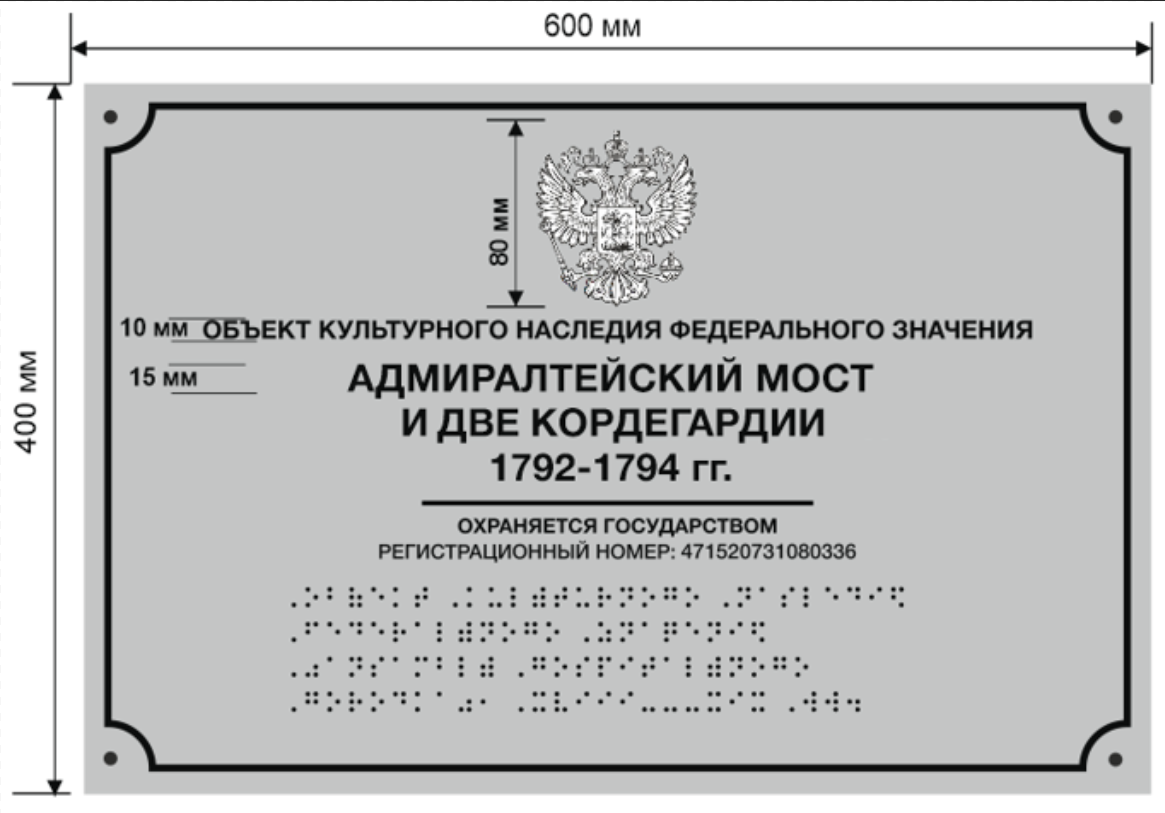 600 мм
80 мм
400 мм
10 мм ОБЪЕКТ КУЛЬТУРНОГО НАСЛЕДИЯ ФЕДЕРАЛЬНОГО ЗНАЧЕНИЯ
15 мм
АДМИРАЛТЕЙСКИЙ МОСТ
И ДВЕ КОРДЕГАРДИИ
1792-1794 гг.
ОХРАНЯЕТСЯ ГОСУДАРСТВОМ
РЕГИСТРАЦИОННЫЙ НОМЕР: 471520731080336